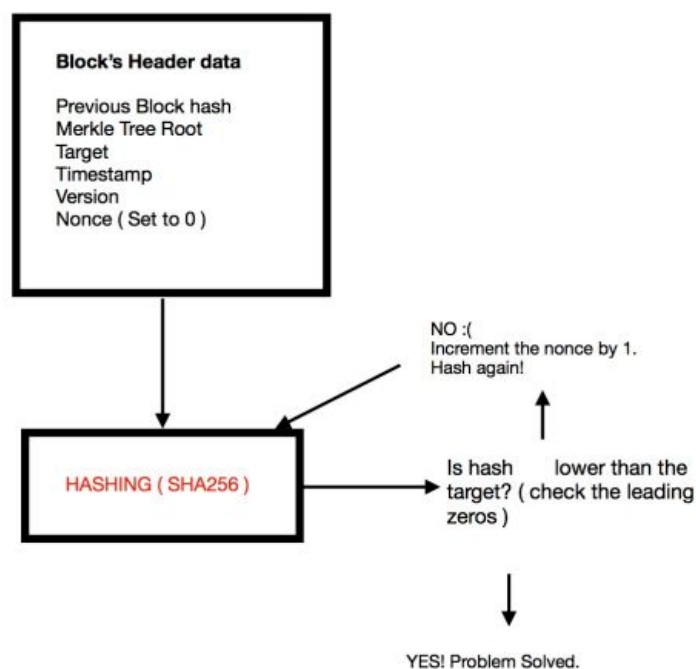 Block's Header data
Previous Block hash
Merkle Tree Root
Target
Timestamp
Version
Nonce ( Set to 0 )
NO :(
Increment the nonce by 1.
Hash again!
HASHING ( SHA256 )
Is hash lower than the
target? ( check the leading
zeros )
YES! Problem Solved.